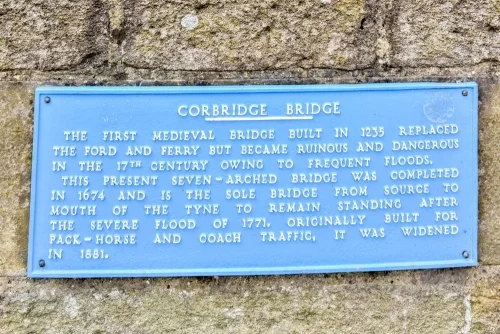 CORBRIDGE BRIDGE
THE FIRST MEDIEVAL BRIDGE BUILT IN 1235 REPLACED
THE FORD AND FERRY BUT BECAME RUINOUS AND DANGEROUS
IN THE 17TH CENTURY OWING TO FREQUENT FLOODS.
THIS PRESENT SEVEN-ARCHED BRIDGE WAS COMPLETED
IN 1674 AND IS THE SOLE BRIDGE FROM SOURCE TO
MOUTH OF THE TYNE TO REMAIN STANDING AFTER
THE SEVERE FLOOD OF 1771. ORIGINALLY BUILT FOR
PACK-HORSE AND COACH TRAFFIC, IT WAS WIDENED
IN 1881.